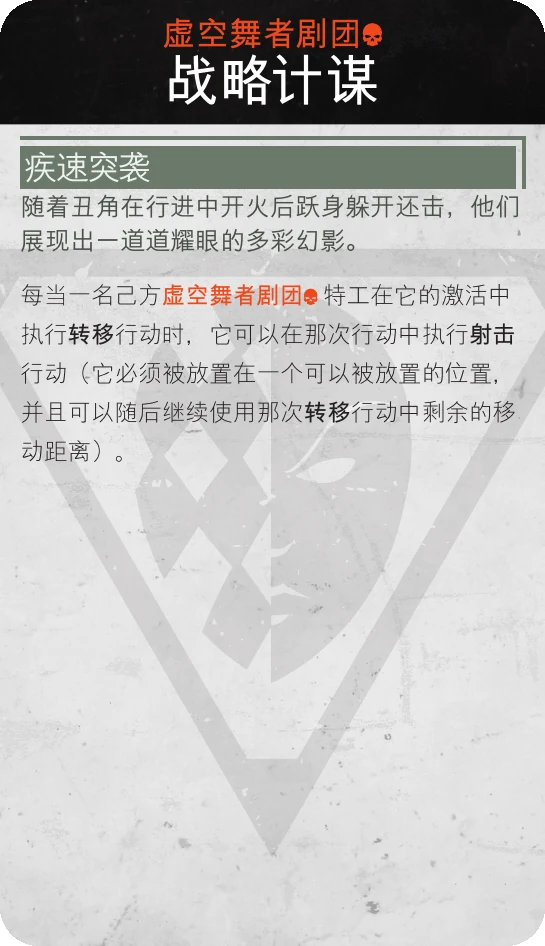 虚空舞者剧团
战略计谋
疾速突袭
随着丑角在行进中开火后跃身躲开还击，他们
展现出一道道耀眼的多彩幻影。
每当一名己方虚空舞者剧团特工在它的激活中
执行转移行动时，它可以在那次行动中执行射击
行动（它必须被放置在一个可以被放置的位置，
并且可以随后继续使用那次转移行动中剩余的移
动距离）。